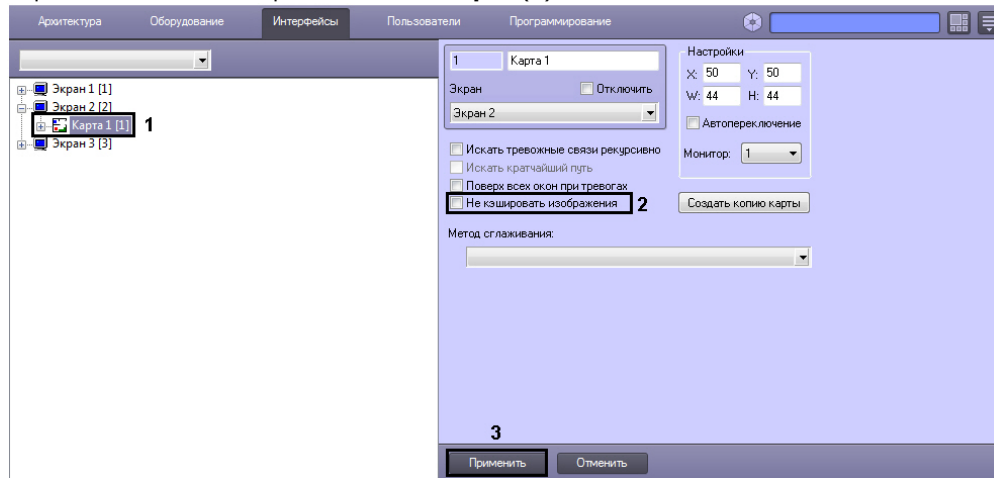 Архитектура Оборудование Интерфейсы Пользователи Программирование
Экран 1 [1]
Экран 2 [2]
Карта 1 [1] 1
Экран 3 [3]
1 Карта 1
Экран Отключить
Экран 2
Искать тревожные связи рекурсивно
Искать кратчайший путь
Поверх всех окон при тревогах
Не кэшировать изображения 2
Метод сглаживания:
Настройки
X: 50 Y: 50
W: 44 H: 44
Автопереключение
Монитор: 1
Создать копию карты
3
Применить Отменить